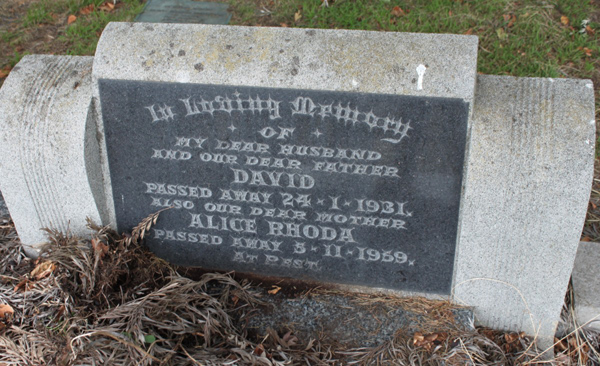 In Loving Memory
OF
MY DEAR HUSBAND
AND OUR DEAR FATHER
DAVID
PASSED AWAY 24-1-1931.
ALSO OUR DEAR MOTHER
ALICE RHODA
PASSED AWAY 5-11-1959.
AT REST.